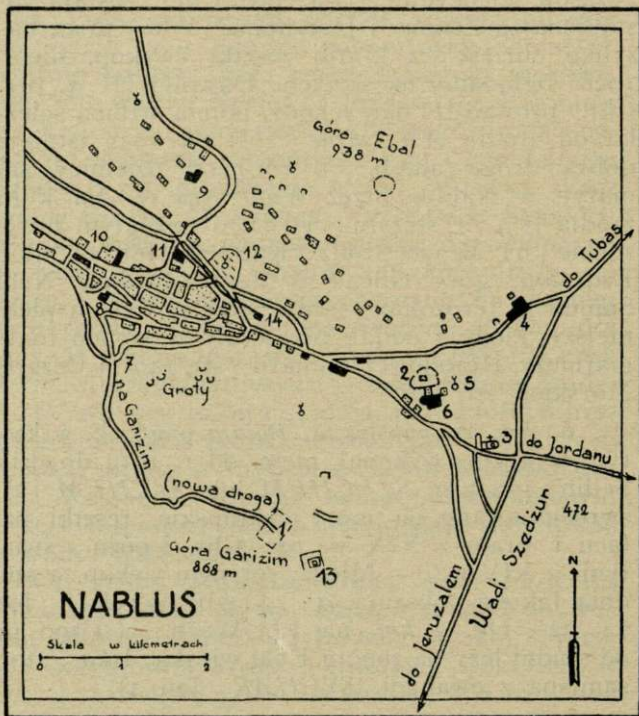 Góra Ebal
938 m
9
10
11
12
do Tubas
14
4
8
2
5
6
7
Groty
na Garizim
3
do Jordanu
(nowa droga)
1
472
Góra Garizim
868 m
13
Wadi Szedżur
do Jeruzalem
N
NABLUS
Skala w kilometrach
0 1 2